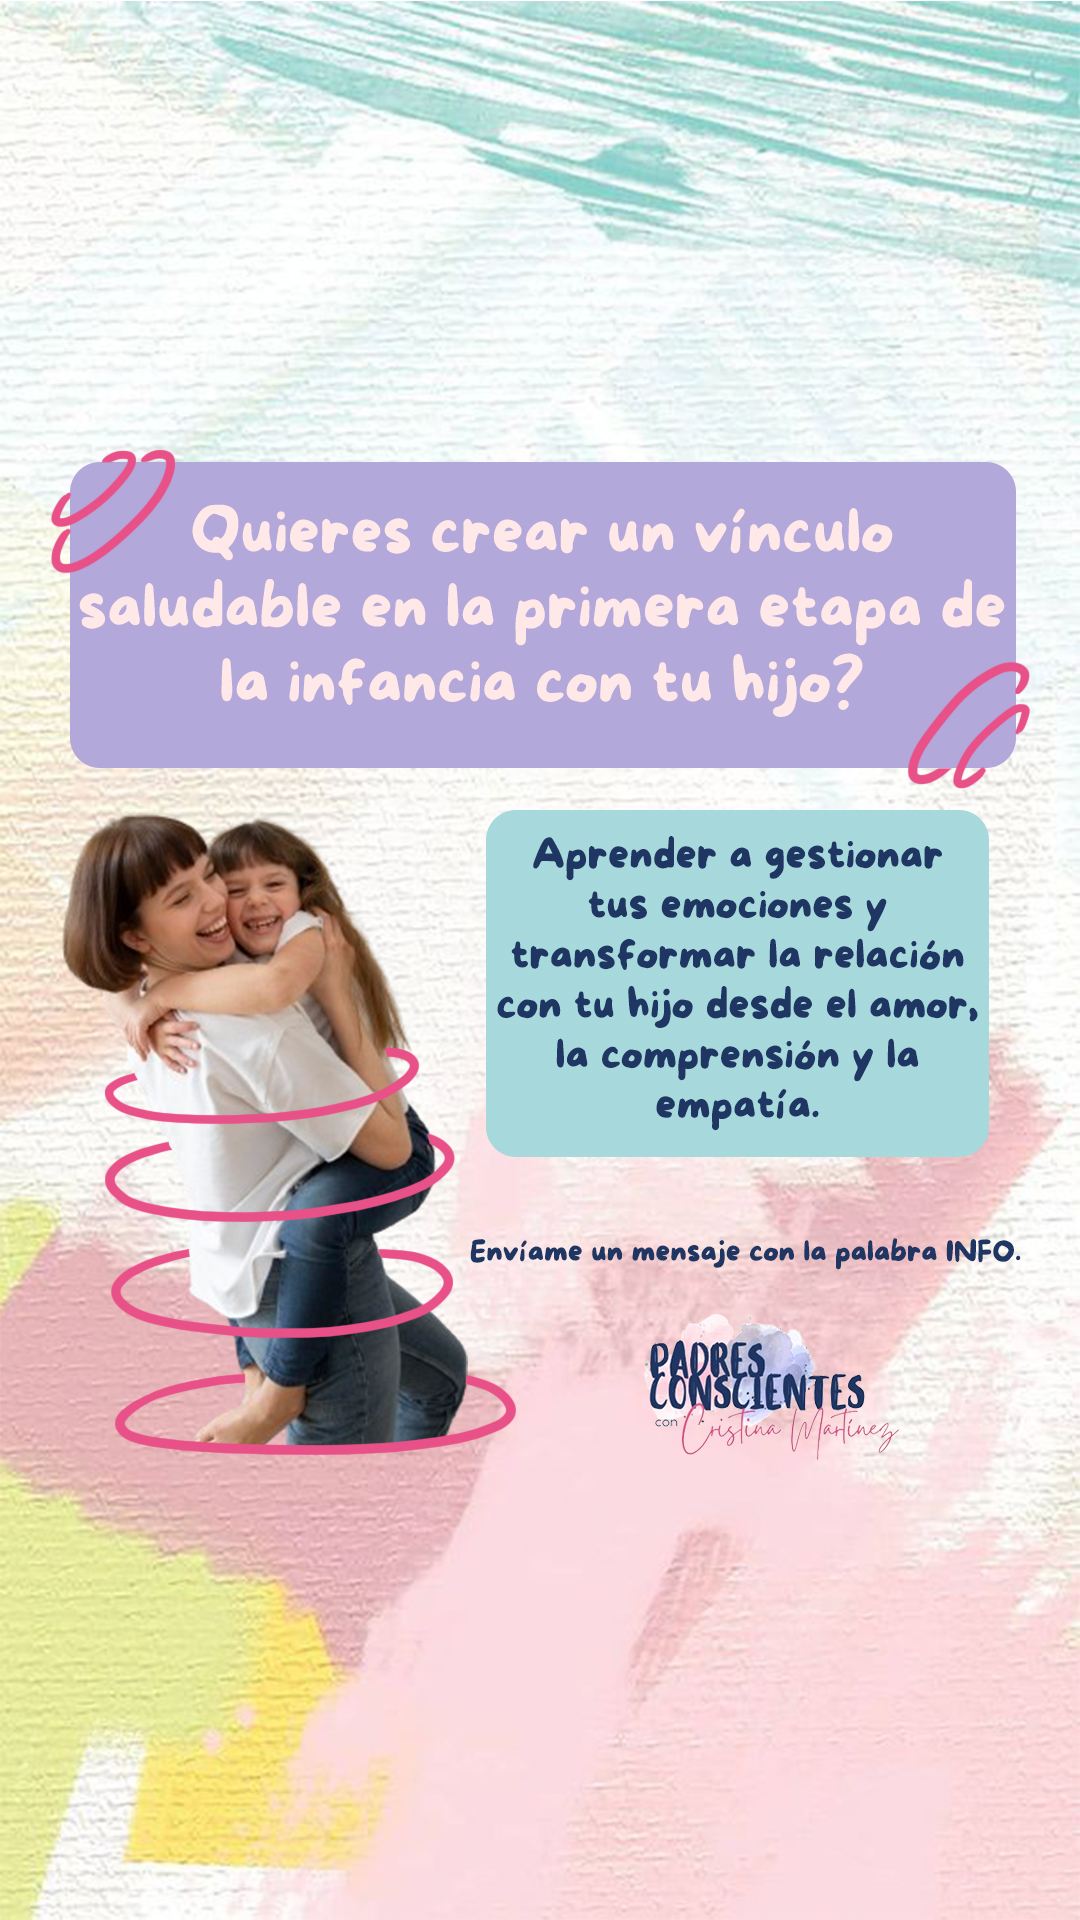 Quieres crear un vínculo
saludable en la primera etapa de
la infancia con tu hijo?
Aprender a gestionar
tus emociones y
transformar la relación
con tu hijo desde el amor,
la comprensión y la
empatía.
Envíame un mensaje con la palabra INFO.
PADRES
CONSCIENTES
con Cristina Martínez